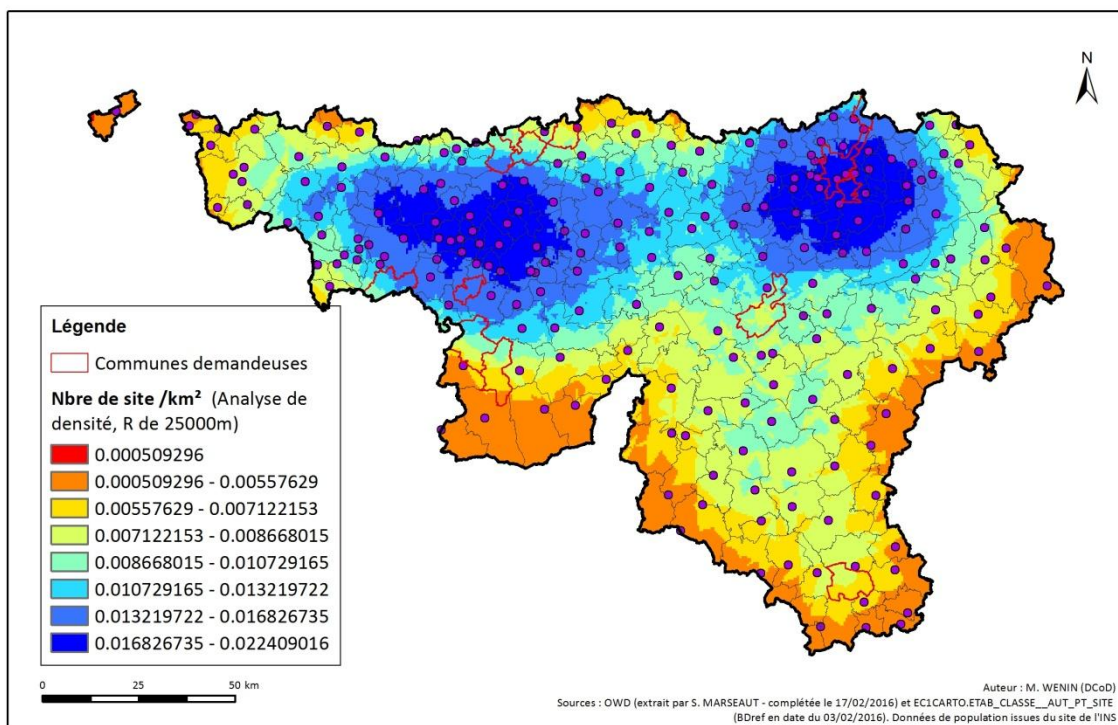 N
Légende
Communes demandeuses
Nbre de site /km² (Analyse de
densité, R de 25000m)
0.000509296
0.000509296 - 0.00557629
0.00557629 - 0.007122153
0.007122153 - 0.008668015
0.008668015 - 0.010729165
0.010729165 - 0.013219722
0.013219722 - 0.016826735
0.016826735 - 0.022409016
0 25 50 km
Auteur : M. WENIN (DCoD)
Sources : OWD (extrait par S. MARSEAUT - complétée le 17/02/2016) et EC1CARTO.ETAB_CLASSE__AUT_PT_SITE
(BDref en date du 03/02/2016). Données de population issues du site de l'INS